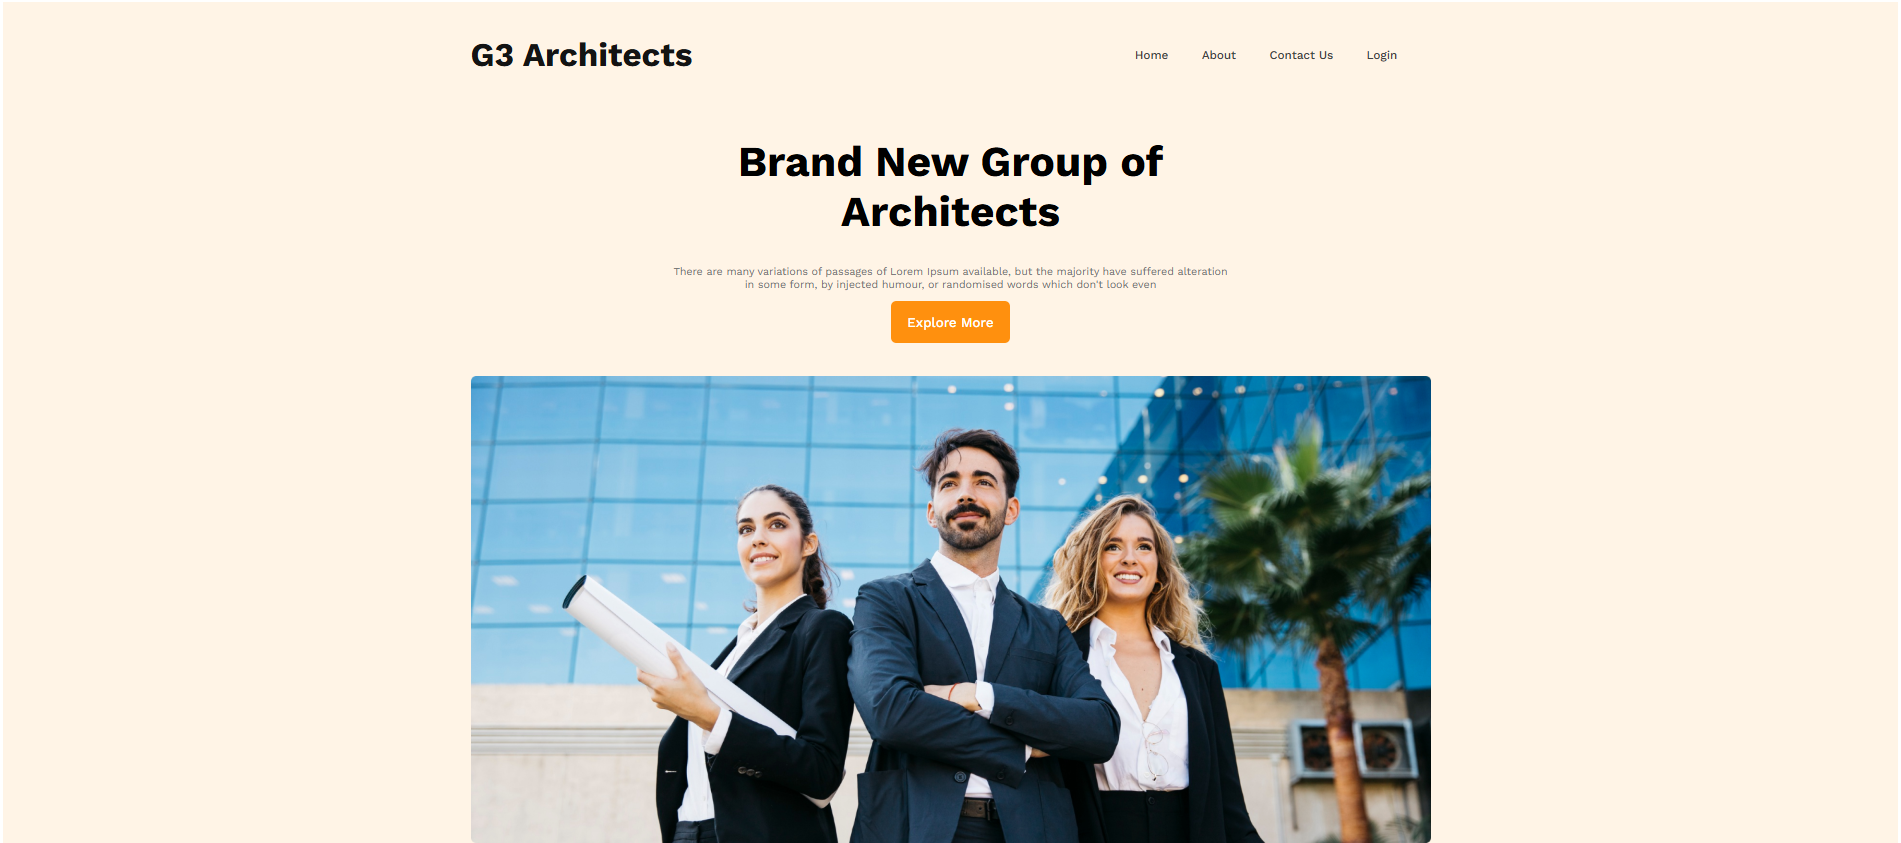 G3 Architects
Home About Contact Us Login
Brand New Group of
Architects
There are many variations of passages of Lorem Ipsum available, but the majority have suffered alteration
in some form, by injected humour, or randomised words which don't look even
Explore More